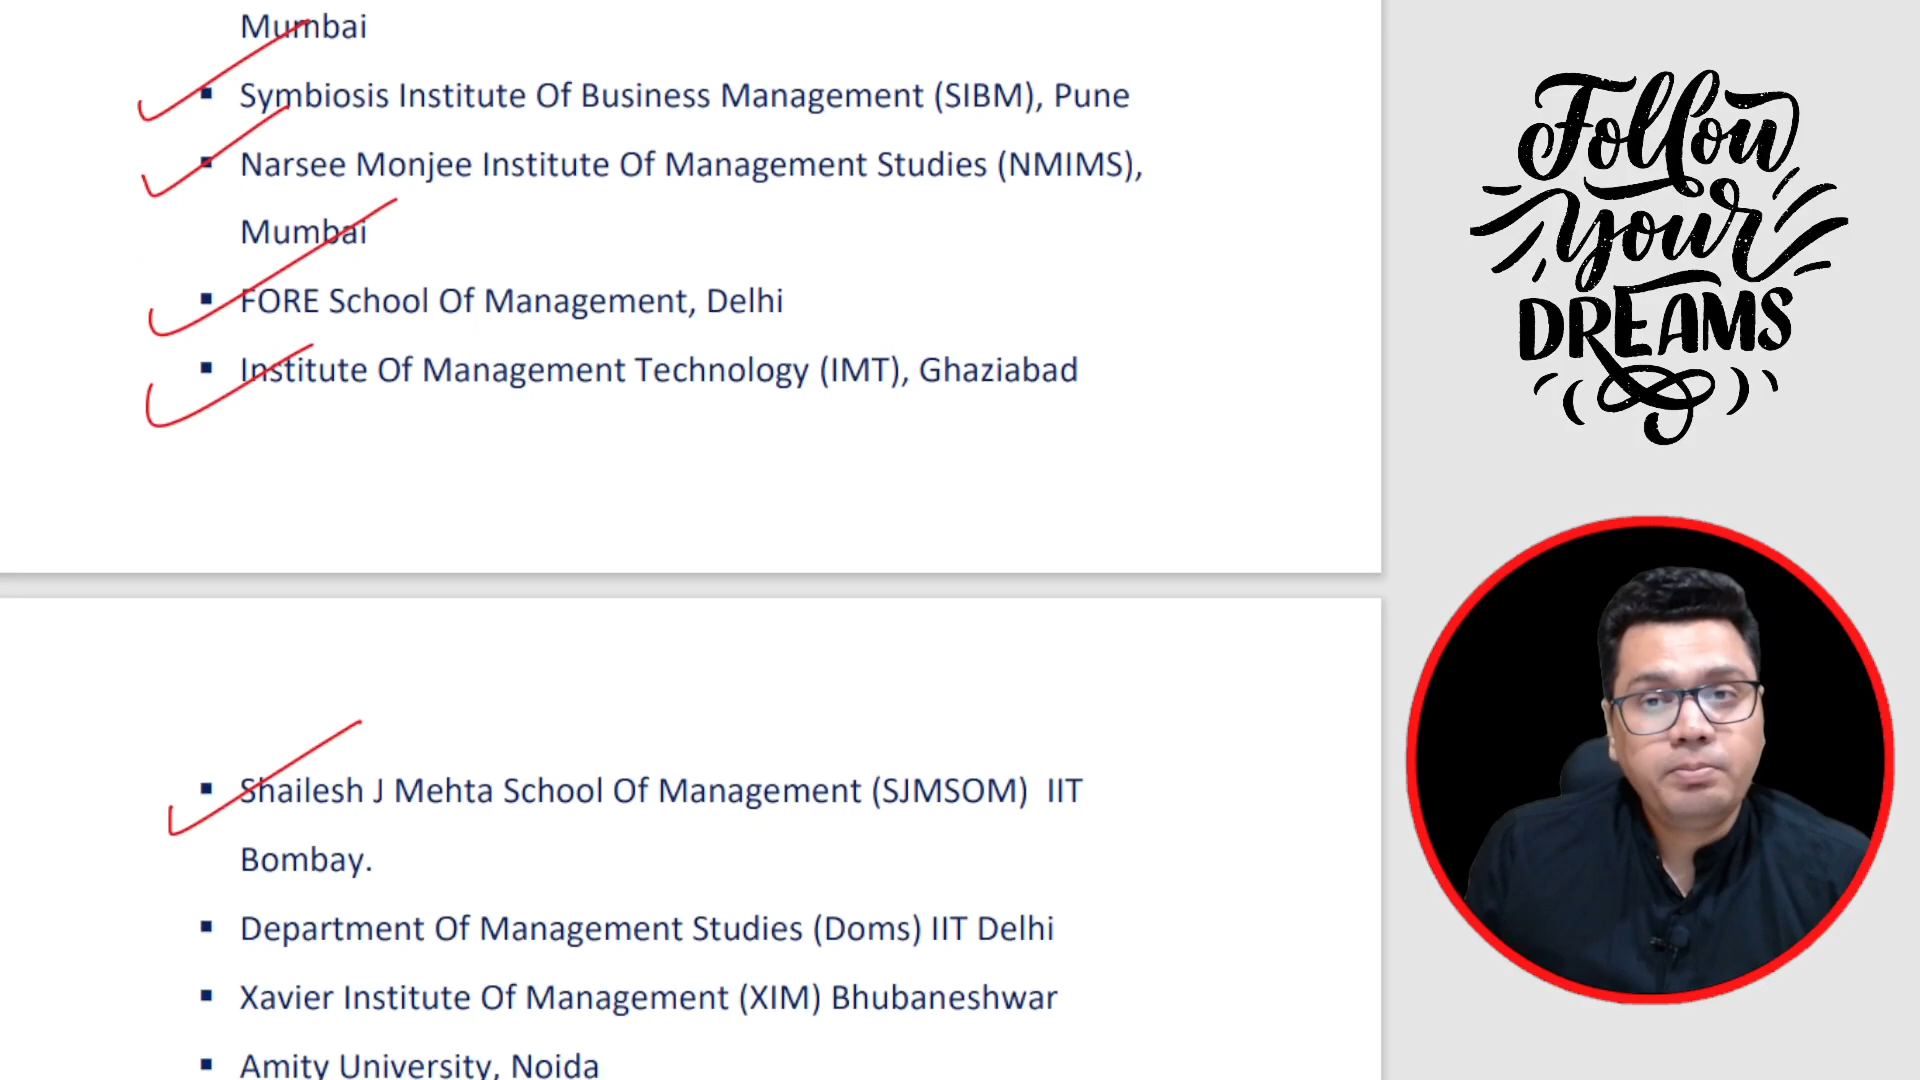 Mumbai
Symbiosis Institute Of Business Management (SIBM), Pune
Narsee Monjee Institute Of Management Studies (NMIMS),
Mumbai
FORE School Of Management, Delhi
Institute Of Management Technology (IMT), Ghaziabad
Shailesh J Mehta School Of Management (SJMSOM) IIT
Bombay.
Department Of Management Studies (Doms) IIT Delhi
Xavier Institute Of Management (XIM) Bhubaneshwar
Amity University, Noida
Follow
your
DREAMS